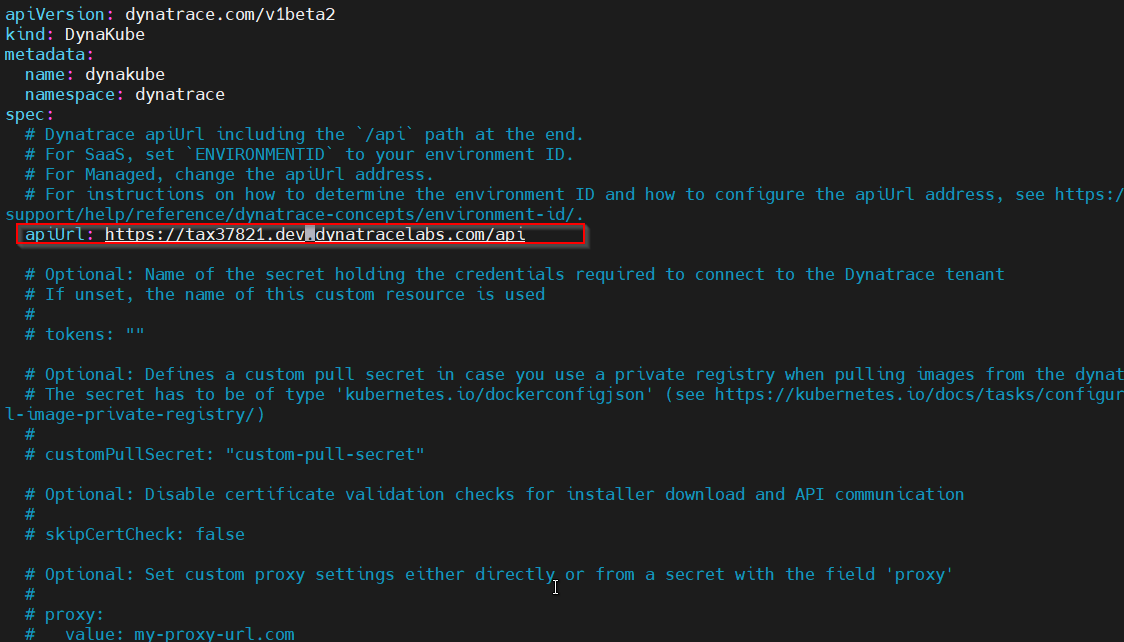 apiVersion: dynatrace.com/v1beta2
kind: DynaKube
metadata:
  name: dynakube
  namespace: dynatrace
spec:
  # Dynatrace apiUrl including the `/api` path at the end.
  # For SaaS, set `ENVIRONMENTID` to your environment ID.
  # For Managed, change the apiUrl address.
  # For instructions on how to determine the environment ID and how to configure the apiUrl address, see https:/
support/help/reference/dynatrace-concepts/environment-id/.
  apiUrl: https://tax37821.dev.dynatracelabs.com/api
  # Optional: Name of the secret holding the credentials required to connect to the Dynatrace tenant
  # If unset, the name of this custom resource is used
  #
  # tokens: ""
  # Optional: Defines a custom pull secret in case you use a private registry when pulling images from the dynat
  # The secret has to be of type 'kubernetes.io/dockerconfigjson' (see https://kubernetes.io/docs/tasks/configur
l-image-private-registry/)
  #
  # customPullSecret: "custom-pull-secret"
  # Optional: Disable certificate validation checks for installer download and API communication
  #
  # skipCertCheck: false
  # Optional: Set custom proxy settings either directly or from a secret with the field 'proxy'
  #
  # proxy:
  #   value: my-proxy-url.com